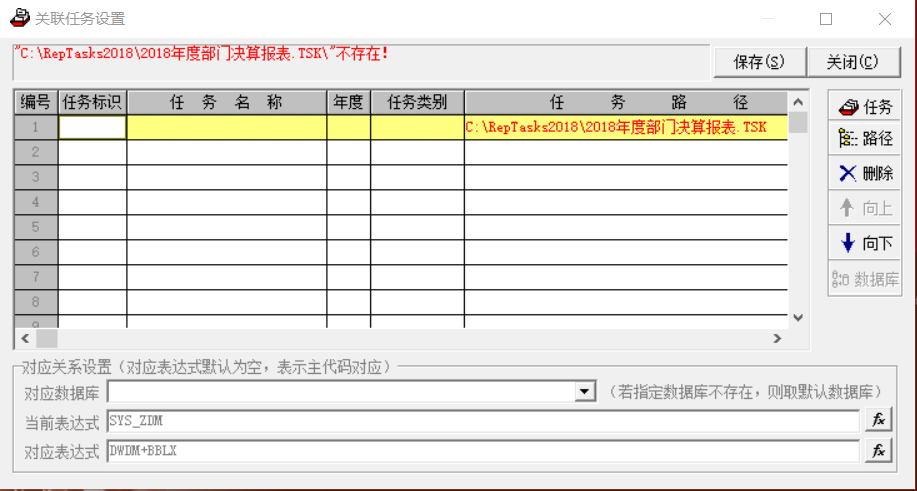 关联任务设置
"C:\RepTasks2018\2018年度部门决算报表.TSK\"不存在!
保存(S) 关闭(C)
编号 任务标识 任务名称 年度 任务类别 任务路径
1 C:\RepTasks2018\2018年度部门决算报表.TSK
2
3
4
5
6
7
8
9
任务
路径
删除
向上
向下
数据库
对应关系设置(对应表达式默认为空，表示主代码对应)
对应数据库 (若指定数据库不存在，则取默认数据库)
当前表达式 SYS_ZDM fx
对应表达式 DWDM+BBLX fx